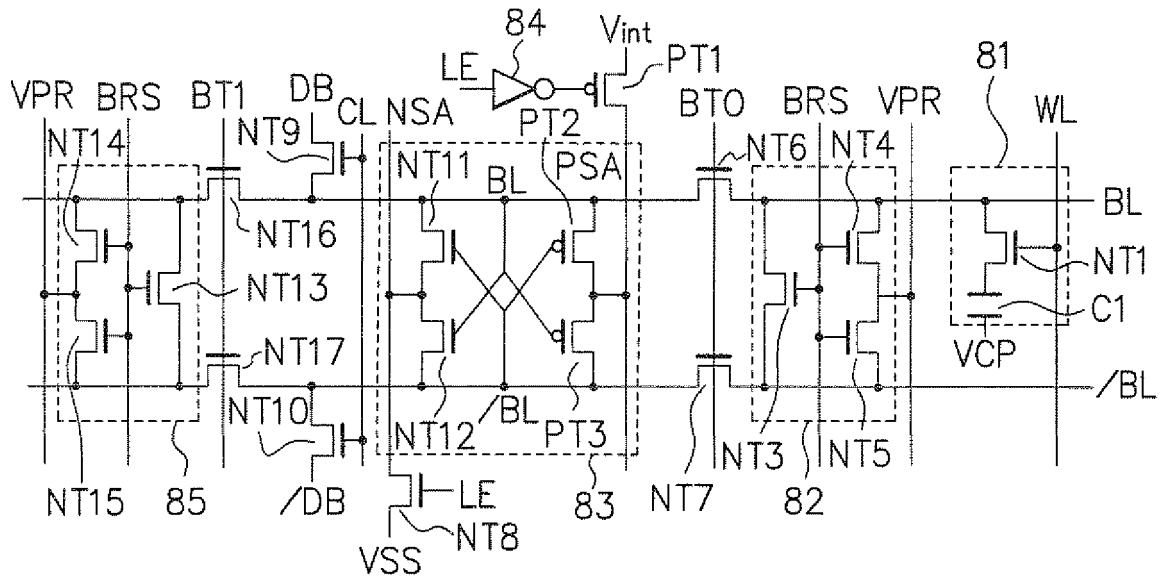 84
Vint
LE
PT1
81
VPR
BRS
BT1
DB
CL
NSA
PT2
BT0
BRS
VPR
WL
NT14
NT9
NT11
BL
PSA
NT6
NT4
BL
NT16
NT13
NT1
C1
NT17
VCP
/BL
NT10
NT12
/BL
PT3
NT3
NT5
NT15
85
/DB
LE
83
NT7
82
NT8
VSS